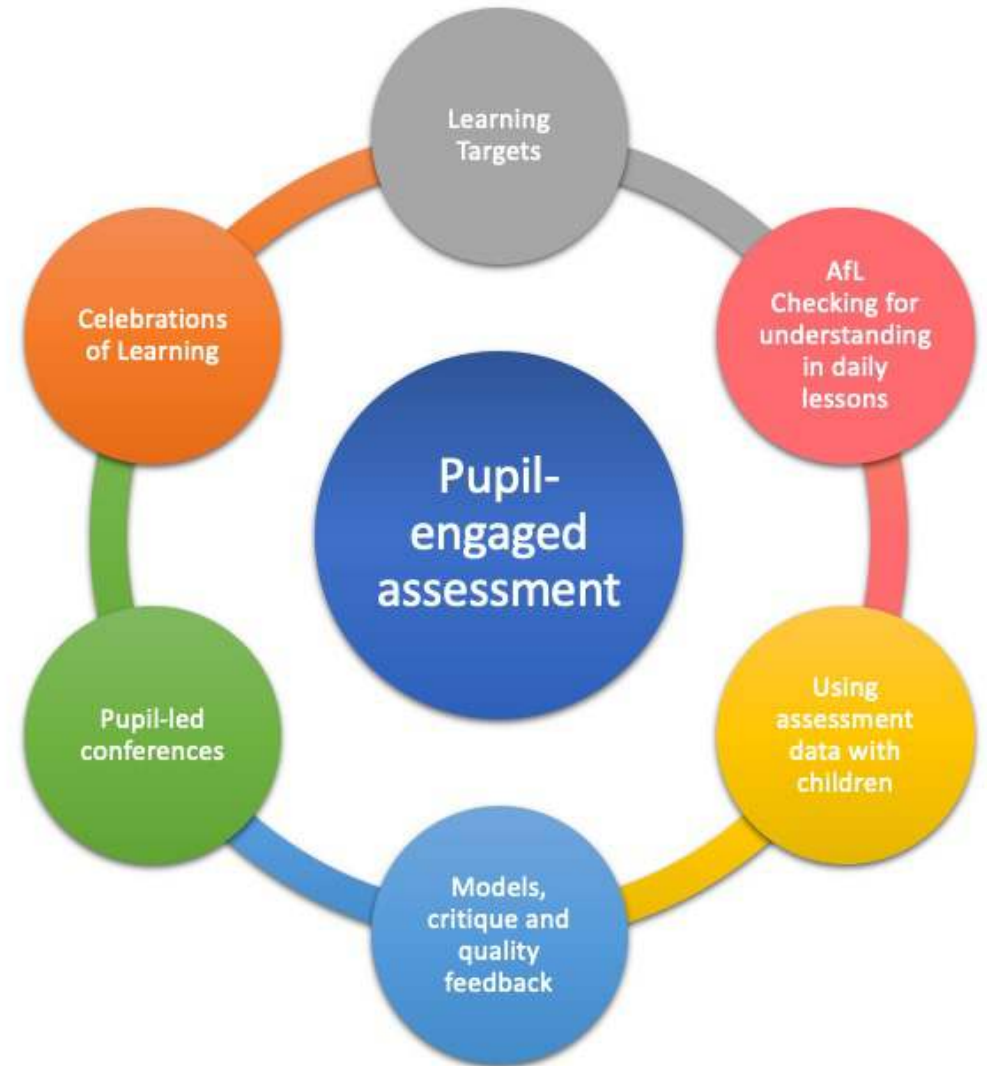 Learning
Targets
AfL
Checking for
understanding
in daily
lessons
Using
assessment
data with
children
Models,
critique and
quality
feedback
Pupil-led
conferences
Celebrations
of Learning
Pupil-
engaged
assessment